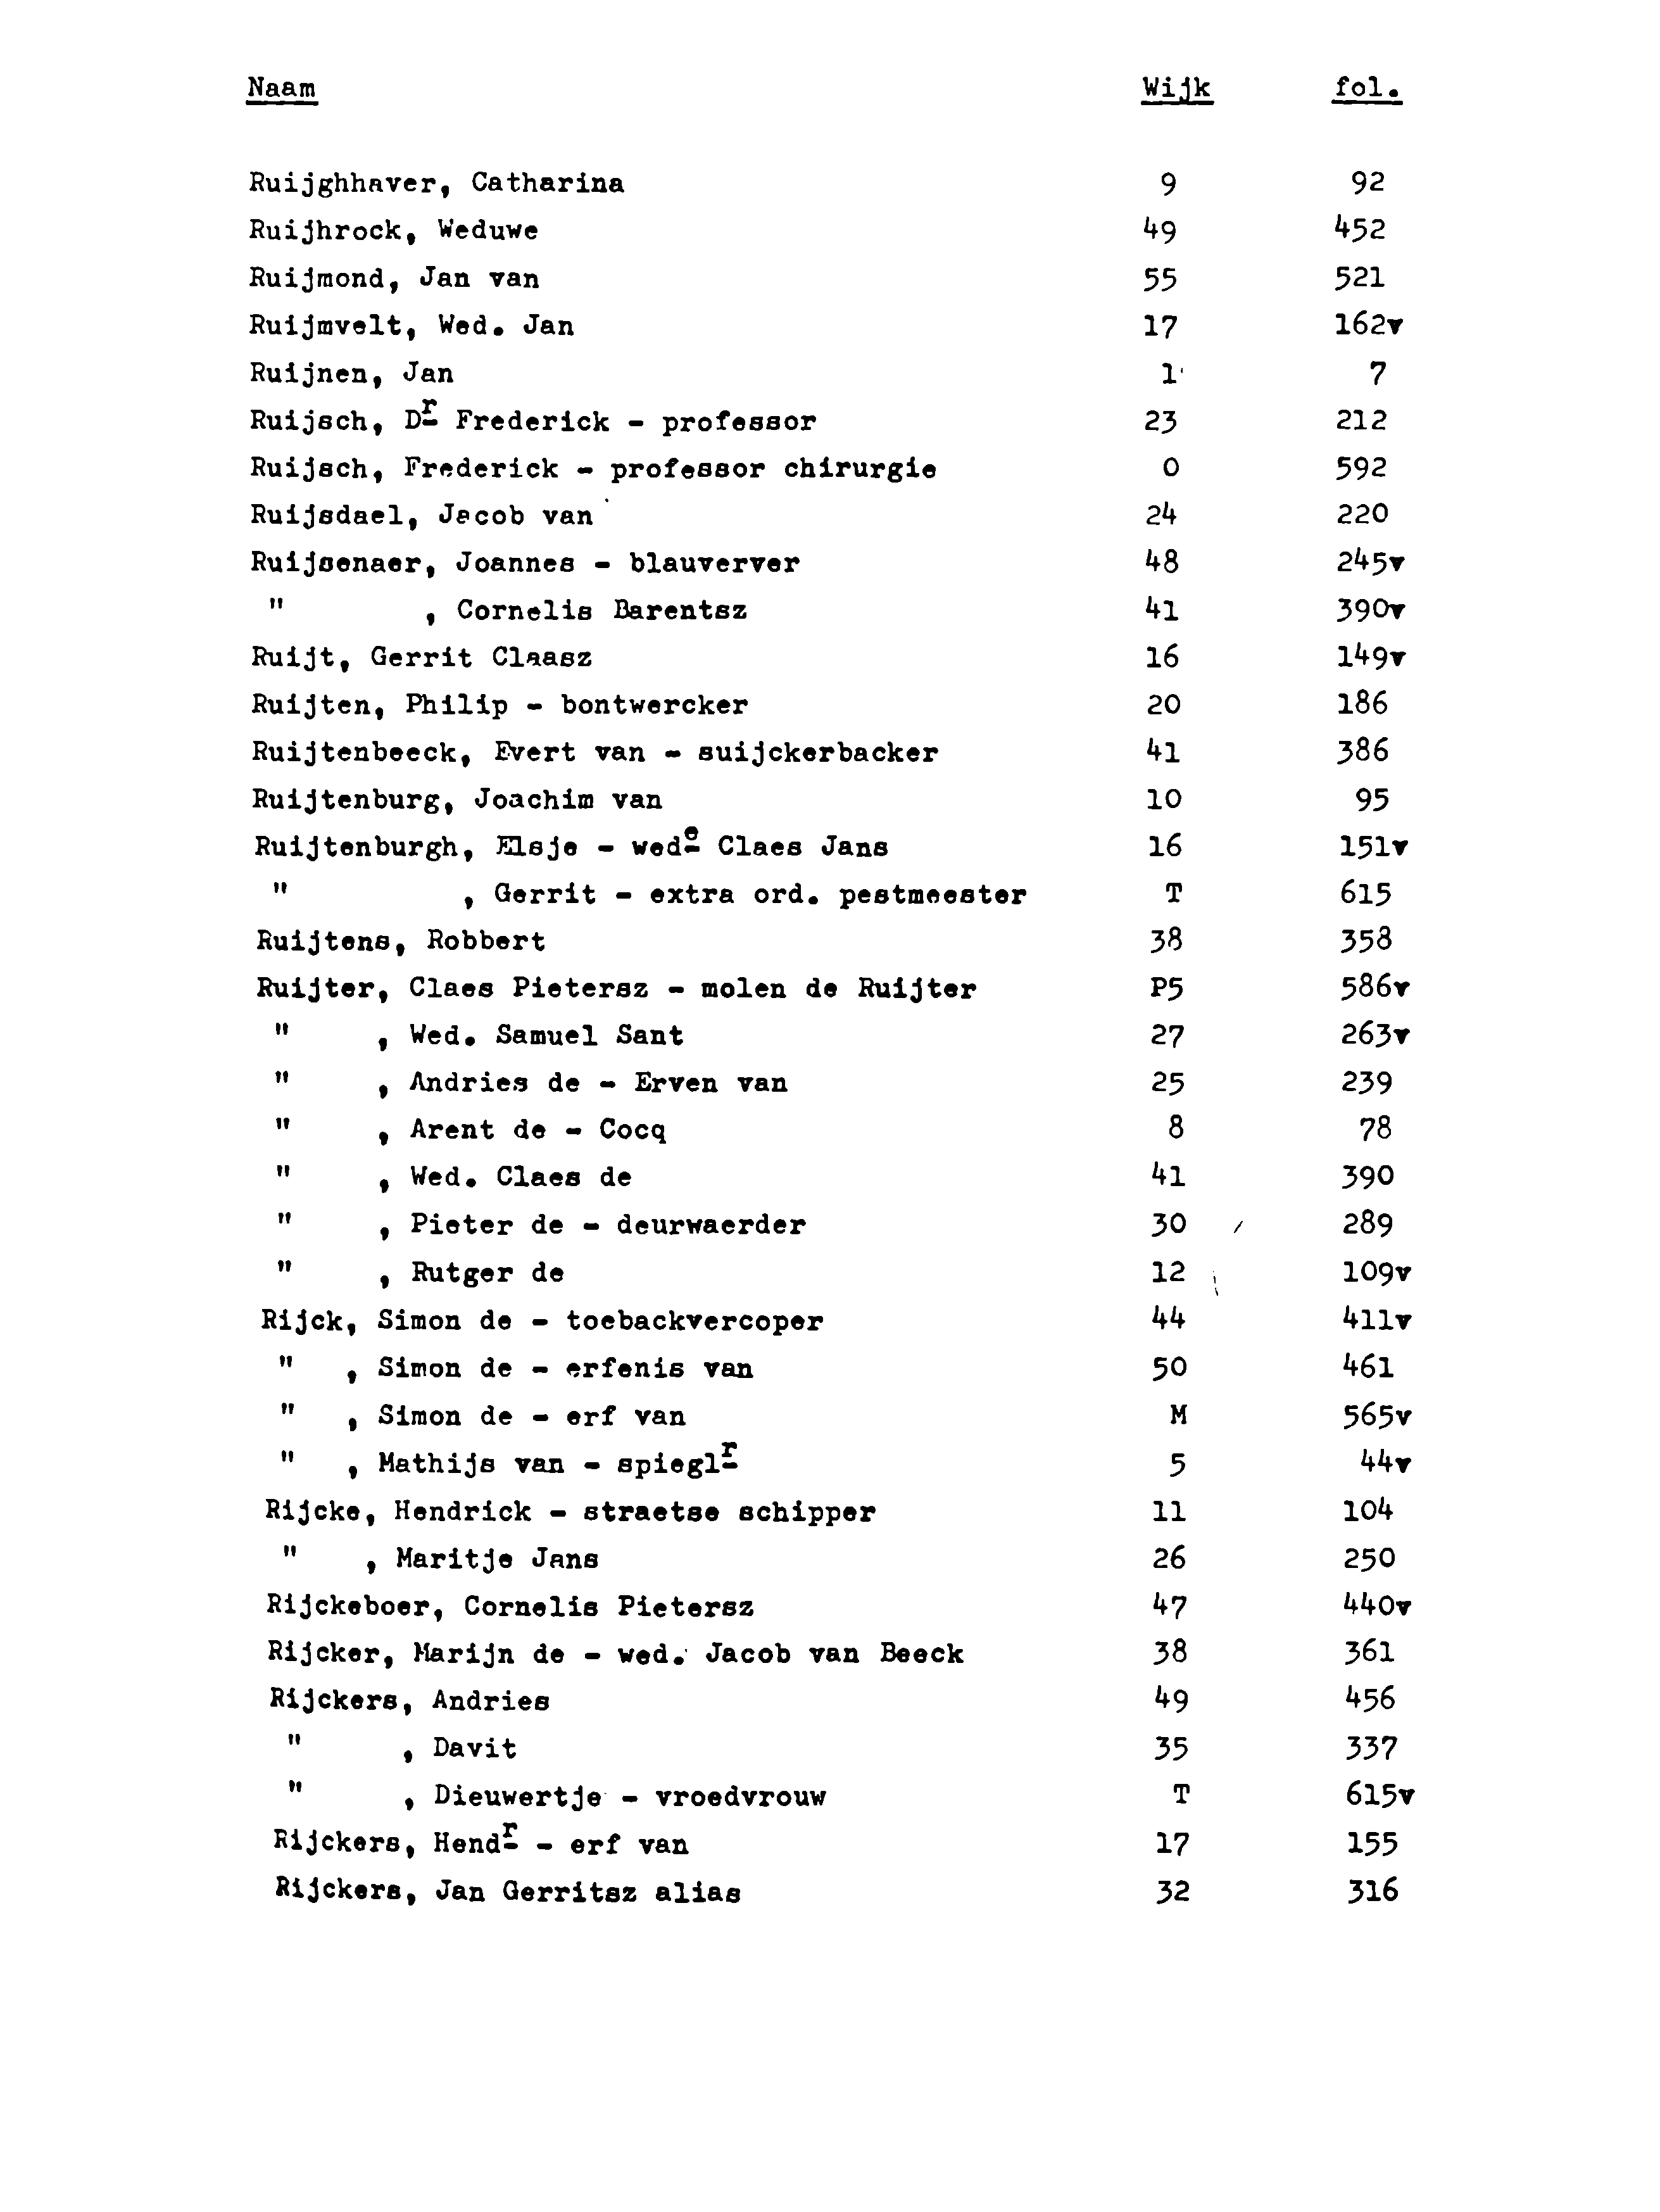 Naam Wijk fol.
Ruijghhaver, Catharina 9 92
Ruijhrock, Weduwe 49 452
Ruijmond, Jan van 55 521
Ruijmvelt, Wed. Jan 17 162v
Ruijnen, Jan 1 7
Ruijsch, Dr Frederick - professor 23 212
Ruijsch, Frederick - professor chirurgie O 592
Ruijsdael, Jacob van 24 220
Ruijsenaer, Joannes - blauverver 48 245v
" , Cornelis Barentsz 41 390v
Ruijt, Gerrit Claasz 16 149v
Ruijten, Philip - bontwercker 20 186
Ruijtenbeeck, Evert van - suijckerbacker 41 386
Ruijtenburg, Joachim van 10 95
Ruijtenburgh, Elsje - wede Claes Jans 16 151v
" , Gerrit - extra ord. pestmeester T 615
Ruijtens, Robbert 38 358
Ruijter, Claes Pietersz - molen de Ruijter P5 586v
" , Wed. Samuel Sant 27 263v
" , Andries de - Erven van 25 239
" , Arent de - Cocq 8 78
" , Wed. Claes de 41 390
" , Pieter de - deurwaerder 30 289
" , Rutger de 12 109v
Rijck, Simon de - toebackvercoper 44 411v
" , Simon de - erfenis van 50 461
" , Simon de - erf van M 565v
" , Mathijs van - spieglr 5 44v
Rijcke, Hendrick - straetse schipper 11 104
" , Maritje Jans 26 250
Rijckeboer, Cornelis Pietersz 47 440v
Rijcker, Marijn de - wed. Jacob van Beeck 38 361
Rijckers, Andries 49 456
" , Davit 35 337
" , Dieuwertje - vroedvrouw T 615v
Rijckers, Hendr - erf van 17 155
Rijckers, Jan Gerritsz alias 32 316